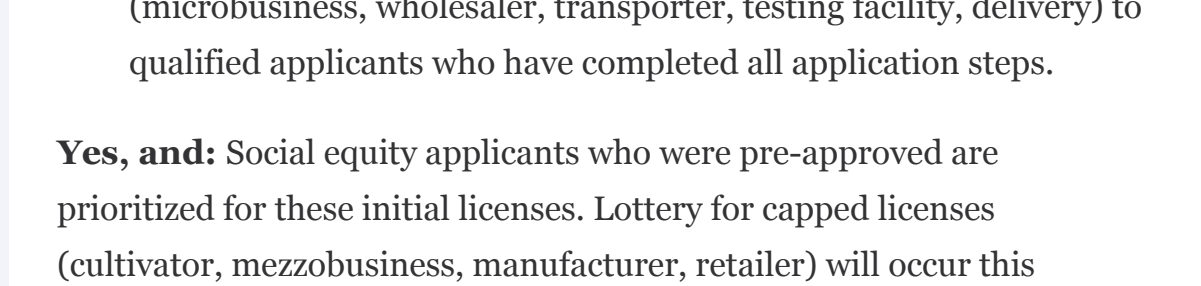 (microbusiness, wholesaler, transporter, testing facility, delivery) to
qualified applicants who have completed all application steps.
Yes, and: Social equity applicants who were pre-approved are
prioritized for these initial licenses. Lottery for capped licenses
(cultivator, mezzobusiness, manufacturer, retailer) will occur this